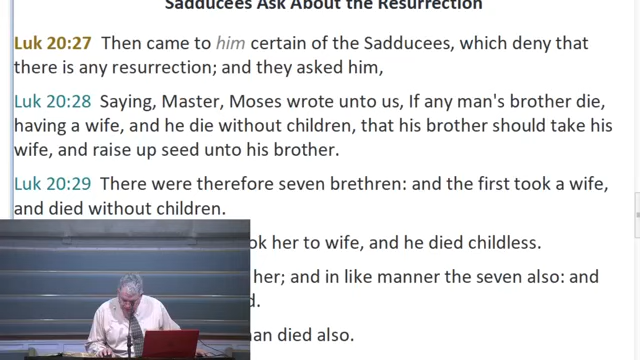 Sadducees Ask About the Resurrection
Luk 20:27 Then came to him certain of the Sadducees, which deny that
there is any resurrection; and they asked him,
Luk 20:28 Saying, Master, Moses wrote unto us, If any man's brother die,
having a wife, and he die without children, that his brother should take his
wife, and raise up seed unto his brother.
Luk 20:29 There were therefore seven brethren: and the first took a wife,
and died without children.
ok her to wife, and he died childless.
her; and in like manner the seven also: and
d.
an died also.